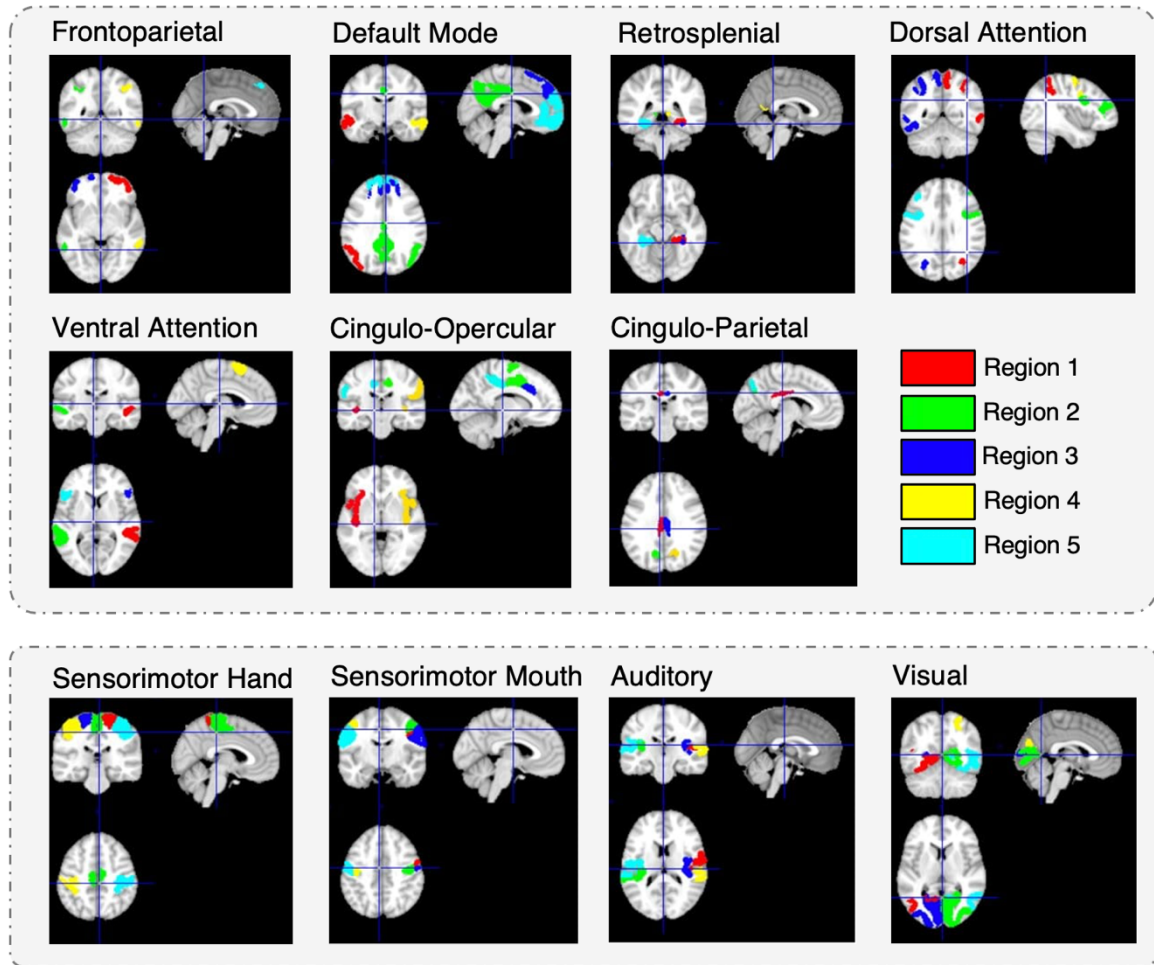 Frontoparietal
Default Mode
Retrosplenial
Dorsal Attention
Ventral Attention
Cingulo-Opercular
Cingulo-Parietal
Region 1
Region 2
Region 3
Region 4
Region 5
Sensorimotor Hand
Sensorimotor Mouth
Auditory
Visual